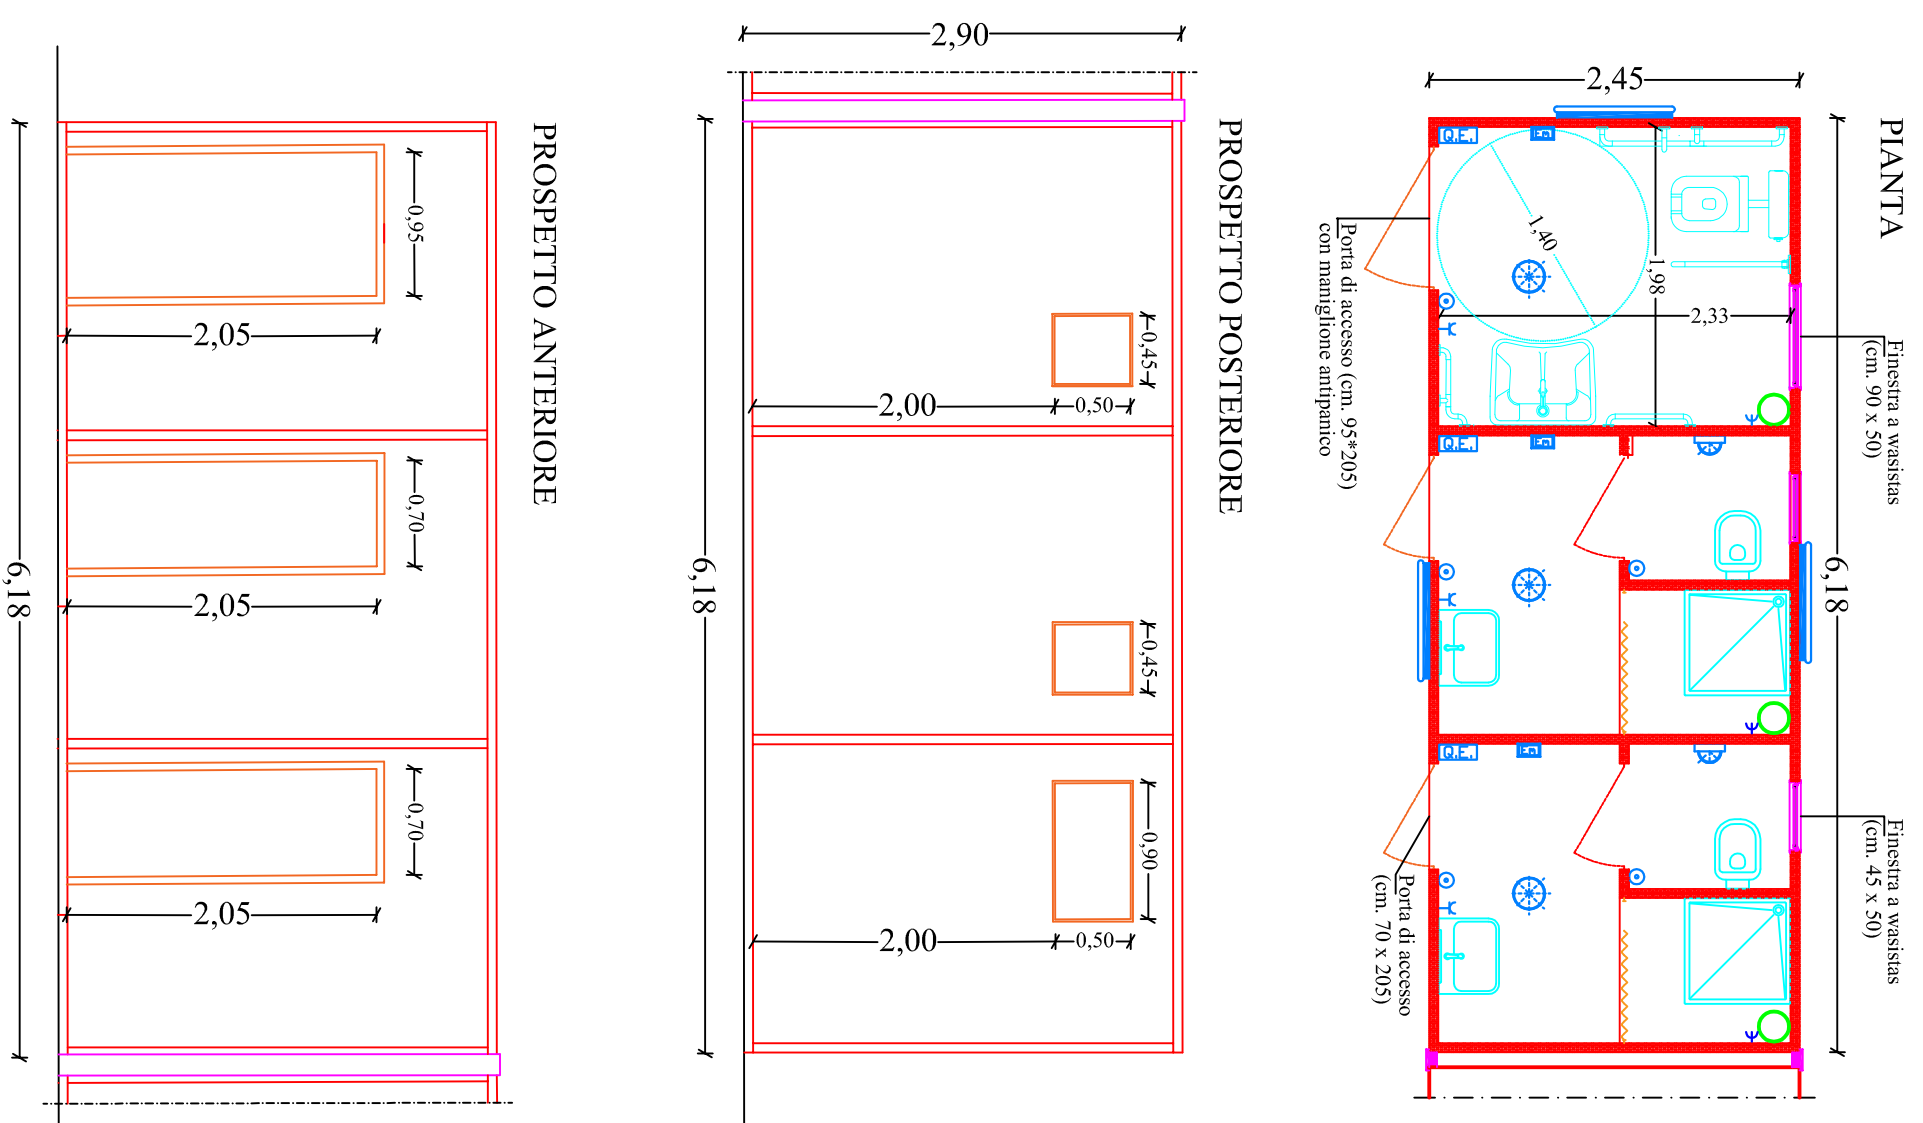 PIANTA
2,45
6,18
Finestra a wasistas
(cm. 90 x 50)
Finestra a wasistas
(cm. 45 x 50)
Q.E.
Em
1,40
1,98
2,33
Q.E.
Em
Q.E.
Em
Porta di accesso (cm. 95*205)
con maniglione antipanico
Porta di accesso
(cm. 70 x 205)
PROSPETTO POSTERIORE
2,90
6,18
0,45
2,00
0,50
0,45
0,90
2,00
0,50
PROSPETTO ANTERIORE
0,95
2,05
0,70
2,05
0,70
2,05
6,18